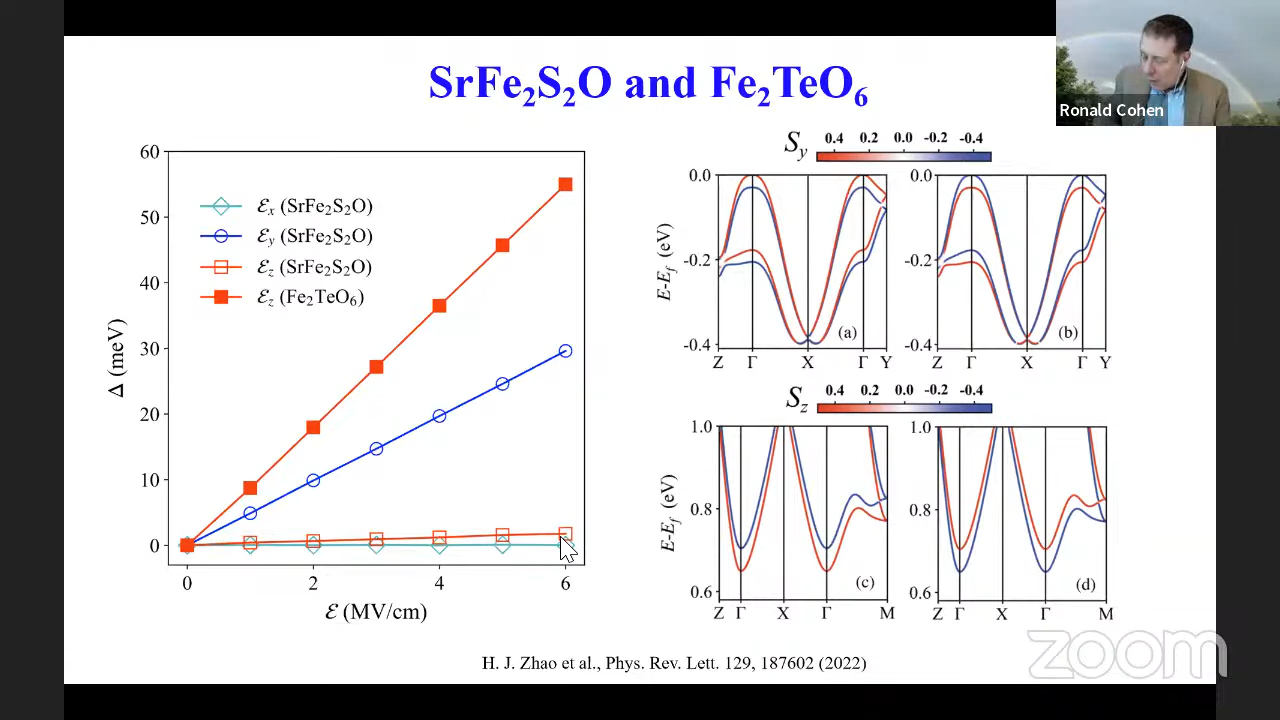 SrFe₂S₂O and Fe₂TeO₆
Ronald Cohen
60
50
40
30
20
10
0
Δ (meV)
ℰx (SrFe₂S₂O)
ℰy (SrFe₂S₂O)
ℰz (SrFe₂S₂O)
ℰz (Fe₂TeO₆)
0 2 4 6
ℰ (MV/cm)
Sy 0.4 0.2 0.0 -0.2 -0.4
0.0
-0.2
-0.4
E-Ef (eV)
(a)
Z Γ X Γ Y
0.0
-0.2
-0.4
(b)
Z Γ X Γ Y
Sz 0.4 0.2 0.0 -0.2 -0.4
1.0
0.8
0.6
E-Ef (eV)
(c)
Z Γ X Γ M
1.0
0.8
0.6
(d)
Z Γ X Γ M
zoom
H. J. Zhao et al., Phys. Rev. Lett. 129, 187602 (2022)